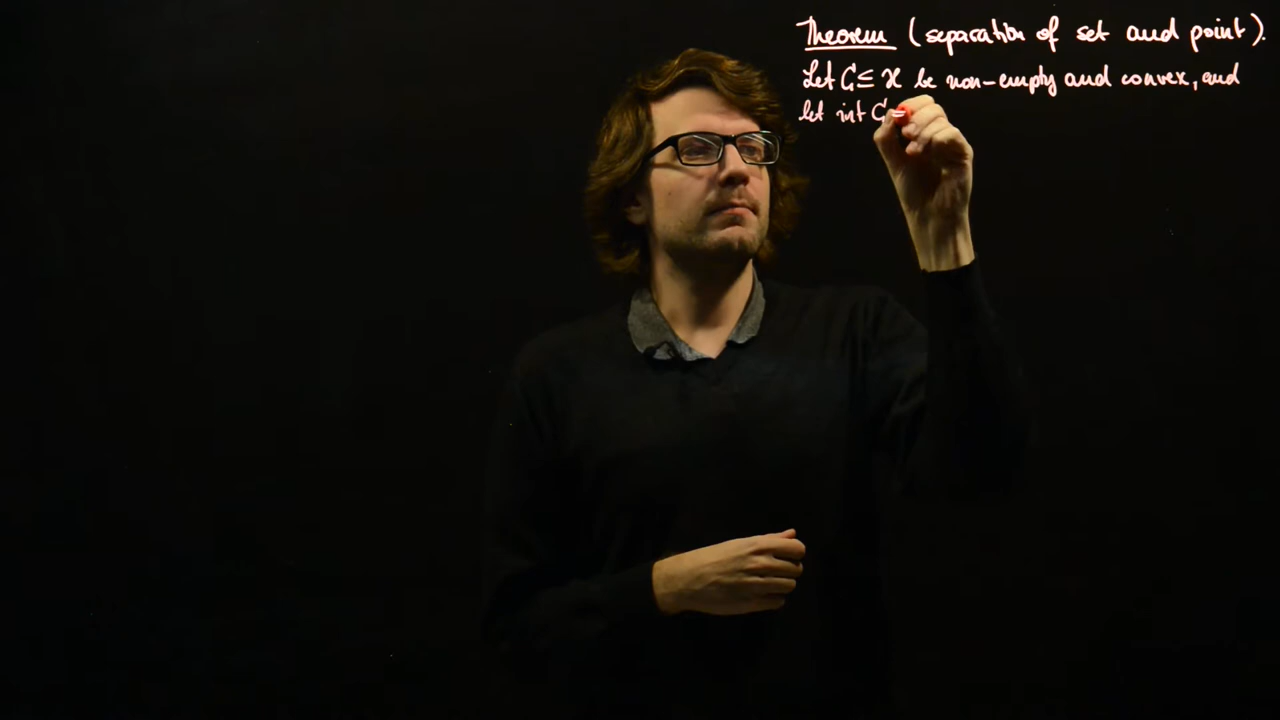 Theorem (separation of set and point).
Let C ⊆ X be non-empty and convex, and
let int C =